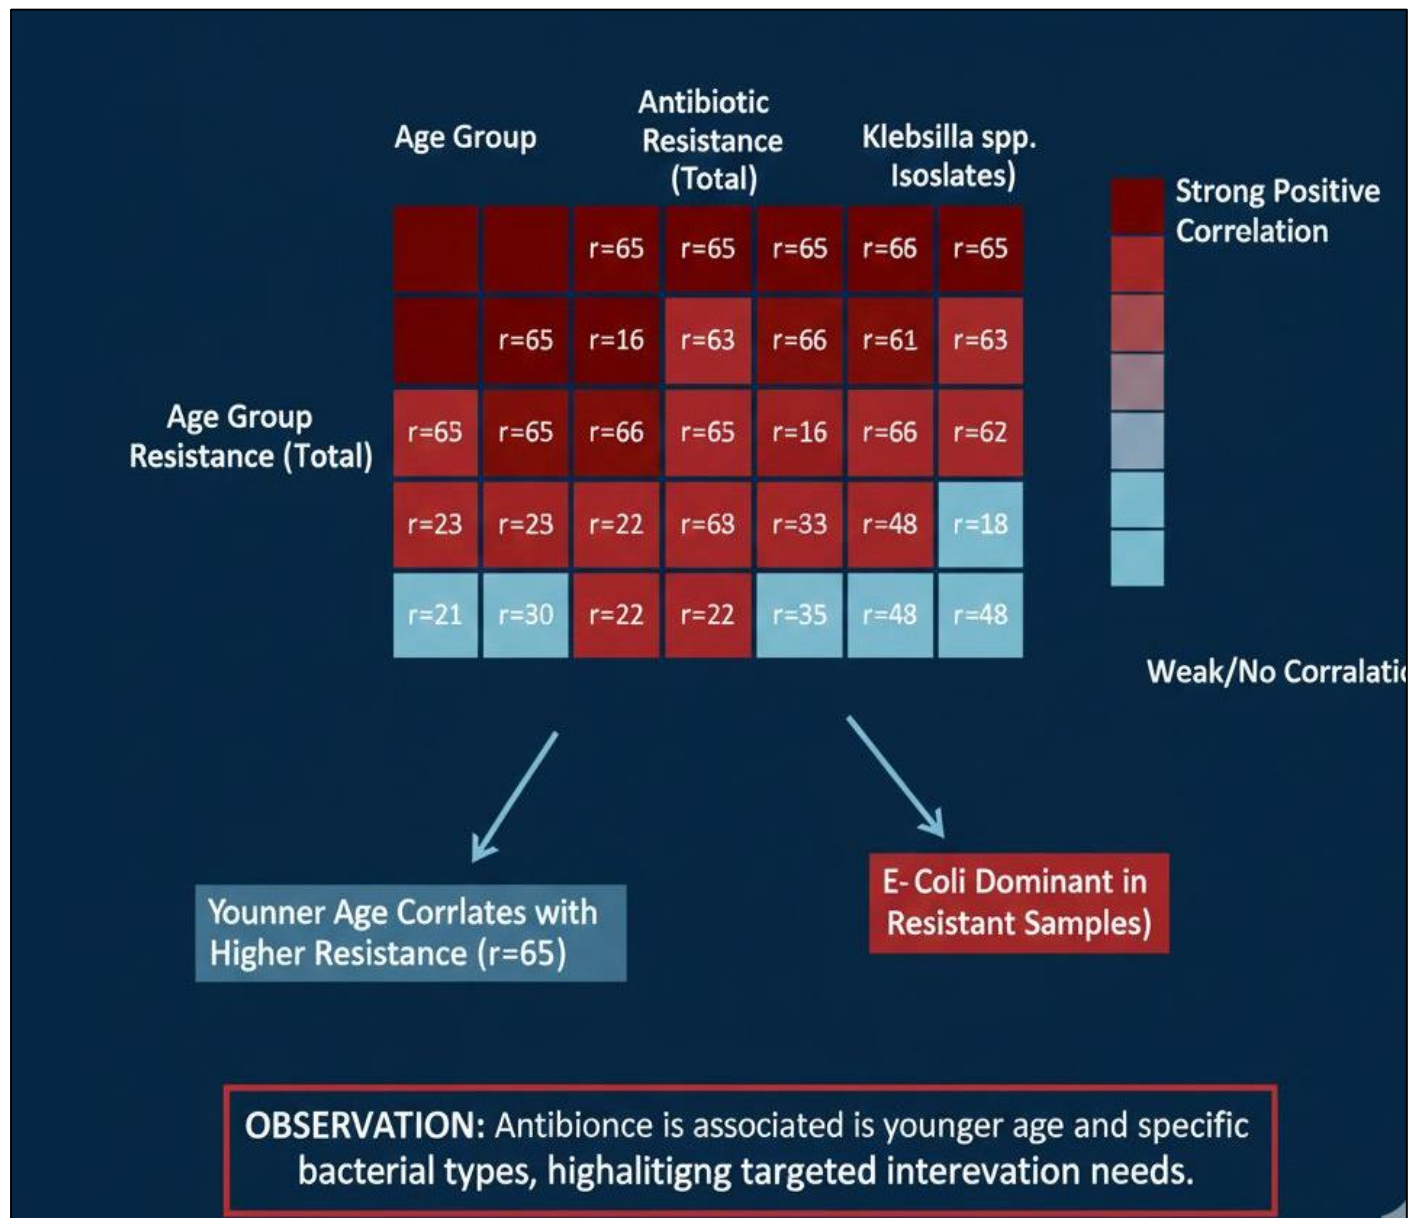 Age Group
Antibiotic
Resistance
(Total)
Klebsilla spp.
Isoslates)
Strong Positive
Correlation
r=65 r=65 r=65 r=66 r=65
r=65 r=16 r=63 r=66 r=61 r=63
Age Group
Resistance (Total)
r=65 r=65 r=66 r=65 r=16 r=66 r=62
r=23 r=23 r=22 r=68 r=33 r=48 r=18
r=21 r=30 r=22 r=22 r=35 r=48 r=48
Weak/No Corralatic
Younner Age Corrlates with
Higher Resistance (r=65)
E- Coli Dominant in
Resistant Samples)
OBSERVATION: Antibionce is associated is younger age and specific
bacterial types, highalitigng targeted interevation needs.